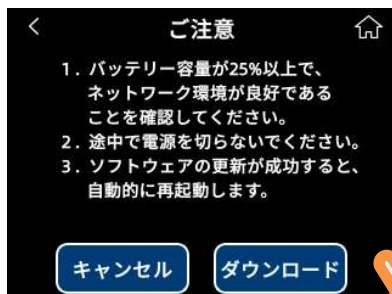 ご注意
1. バッテリー容量が25%以上で、
ネットワーク環境が良好である
ことを確認してください。
2. 途中で電源を切らないでください。
3. ソフトウェアの更新が成功すると、
自動的に再起動します。
キャンセル
ダウンロード